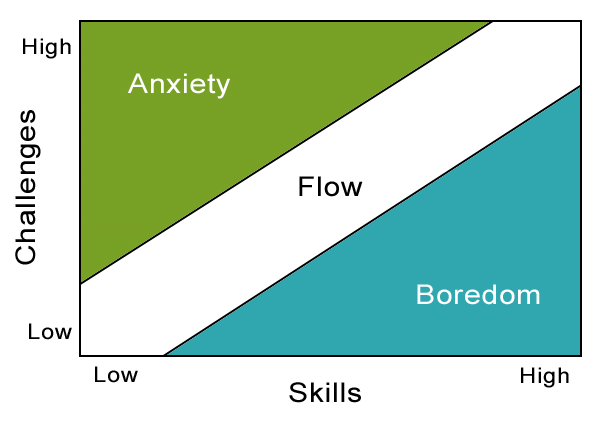 High
Anxiety
Challenges
Flow
Boredom
Low
Low
High
Skills